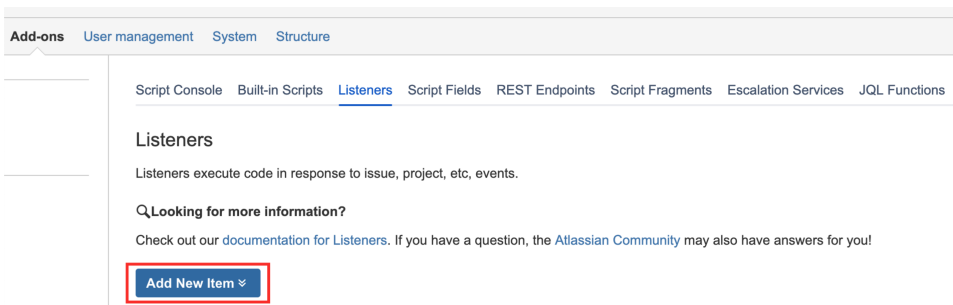 Add-ons User management System Structure
Script Console Built-in Scripts Listeners Script Fields REST Endpoints Script Fragments Escalation Services JQL Functions
Listeners
Listeners execute code in response to issue, project, etc, events.
Looking for more information?
Check out our documentation for Listeners. If you have a question, the Atlassian Community may also have answers for you!
Add New Item